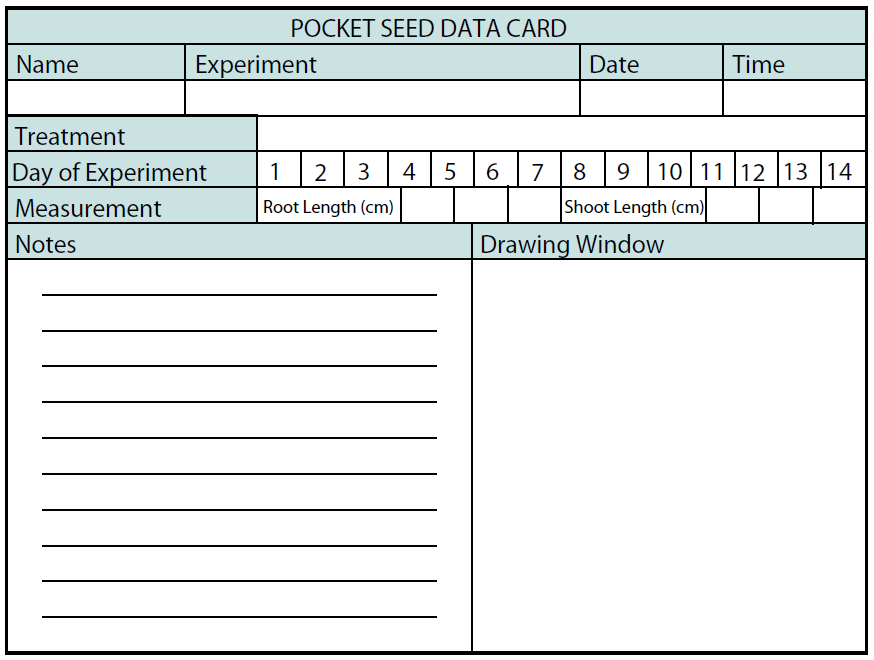 POCKET SEED DATA CARD
Name Experiment Date Time
Treatment
Day of Experiment 1 2 3 4 5 6 7 8 9 10 11 12 13 14
Measurement Root Length (cm) Shoot Length (cm)
Notes Drawing Window